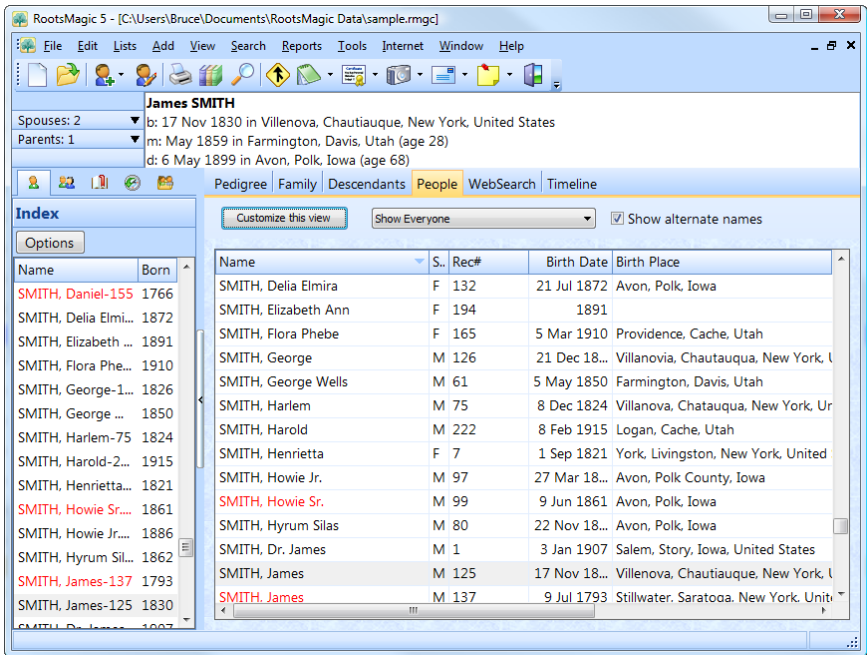 RootsMagic 5 - [C:\Users\Bruce\Documents\RootsMagic Data\sample.rmgc]
File Edit Lists Add View Search Reports Tools Internet Window Help
James SMITH
Spouses: 2 b: 17 Nov 1830 in Villenova, Chautiauque, New York, United States
Parents: 1 m: May 1859 in Farmington, Davis, Utah (age 28)
d: 6 May 1899 in Avon, Polk, Iowa (age 68)
Pedigree Family Descendants People WebSearch Timeline
Index
Customize this view Show Everyone Show alternate names
Options
Name Born
SMITH, Daniel-155 1766
SMITH, Delia Elmi... 1872
SMITH, Elizabeth ... 1891
SMITH, Flora Phe... 1910
SMITH, George-1... 1826
SMITH, George ... 1850
SMITH, Harlem-75 1824
SMITH, Harold-2... 1915
SMITH, Henrietta... 1821
SMITH, Howie Sr.... 1861
SMITH, Howie Jr.... 1886
SMITH, Hyrum Sil... 1862
SMITH, James-137 1793
SMITH, James-125 1830
SMITH, Dr. James... 1907
Name S.. Rec# Birth Date Birth Place
SMITH, Delia Elmira F 132 21 Jul 1872 Avon, Polk, Iowa
SMITH, Elizabeth Ann F 194 1891
SMITH, Flora Phebe F 165 5 Mar 1910 Providence, Cache, Utah
SMITH, George M 126 21 Dec 18... Villanovia, Chautauqua, New York, U
SMITH, George Wells M 61 5 May 1850 Farmington, Davis, Utah
SMITH, Harlem M 75 8 Dec 1824 Villanova, Chatauqua, New York, Un
SMITH, Harold M 222 8 Feb 1915 Logan, Cache, Utah
SMITH, Henrietta F 7 1 Sep 1821 York, Livingston, New York, United
SMITH, Howie Jr. M 97 27 Mar 18... Avon, Polk County, Iowa
SMITH, Howie Sr. M 99 9 Jun 1861 Avon, Polk, Iowa
SMITH, Hyrum Silas M 80 22 Nov 18... Avon, Polk, Iowa
SMITH, Dr. James M 1 3 Jan 1907 Salem, Story, Iowa, United States
SMITH, James M 125 17 Nov 18... Villenova, Chautiauque, New York, U
SMITH, James M 137 9 Jul 1793 Stillwater, Saratoga, New York, Unite